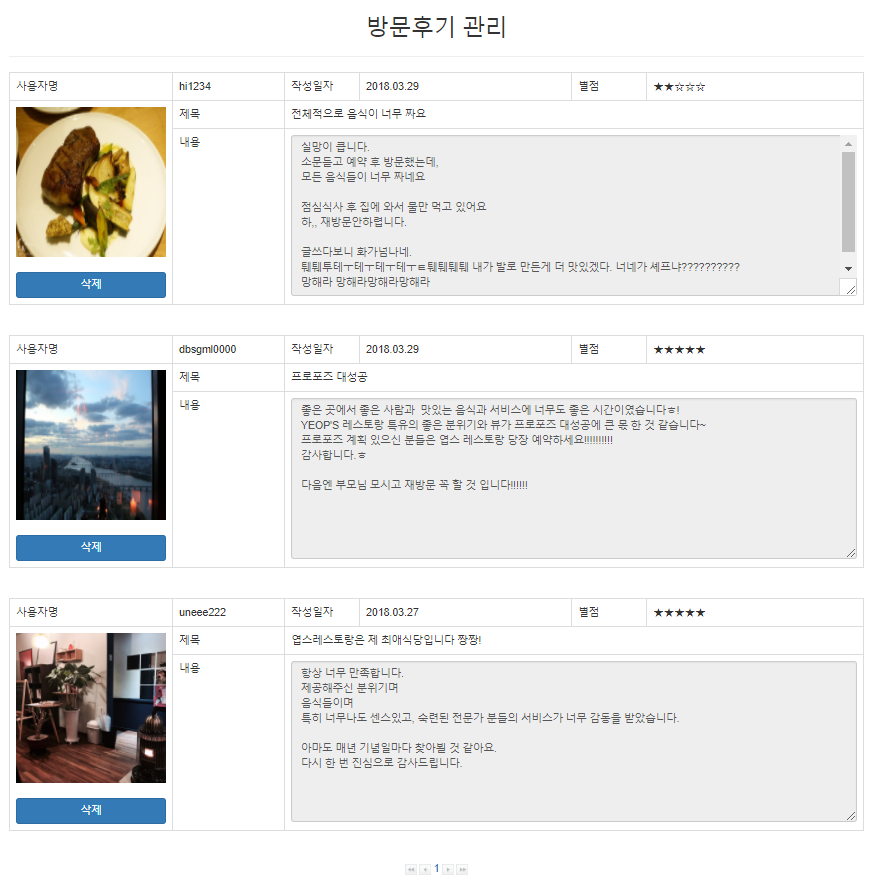 방문후기 관리
사용자명 hi1234 작성일자 2018.03.29 별점 ★★☆☆☆
제목 전체적으로 음식이 너무 짜요
내용
실망이 큽니다.
소문듣고 예약 후 방문했는데,
모든 음식들이 너무 짜네요
점심식사 후 집에 와서 물만 먹고 있어요
하,, 재방문안하렵니다.
글쓰다보니 화가넘나네.
퉤퉤투테ㅜ테ㅜ테ㅜ테ㅜㅌ퉤퉤퉤퉤 내가 발로 만든게 더 맛있겠다. 너네가 셰프냐??????????
망해라 망해라망해라망해라
삭제
사용자명 dbsgml0000 작성일자 2018.03.29 별점 ★★★★★
제목 프로포즈 대성공
내용
좋은 곳에서 좋은 사람과  맛있는 음식과 서비스에 너무도 좋은 시간이였습니다ㅎ!
YEOP'S 레스토랑 특유의 좋은 분위기와 뷰가 프로포즈 대성공에 큰 몫 한 것 같습니다~
프로포즈 계획 있으신 분들은 엽스 레스토랑 당장 예약하세요!!!!!!!!!!
감사합니다.ㅎ
다음엔 부모님 모시고 재방문 꼭 할 것 입니다!!!!!!
삭제
사용자명 uneee222 작성일자 2018.03.27 별점 ★★★★★
제목 엽스레스토랑은 제 최애식당입니다 짱짱!
내용
항상 너무 만족합니다.
제공해주신 분위기며
음식들이며
특히 너무나도 센스있고, 숙련된 전문가 분들의 서비스가 너무 감동을 받았습니다.
아마도 매년 기념일마다 찾아뵐 것 같아요.
다시 한 번 진심으로 감사드립니다.
삭제
1